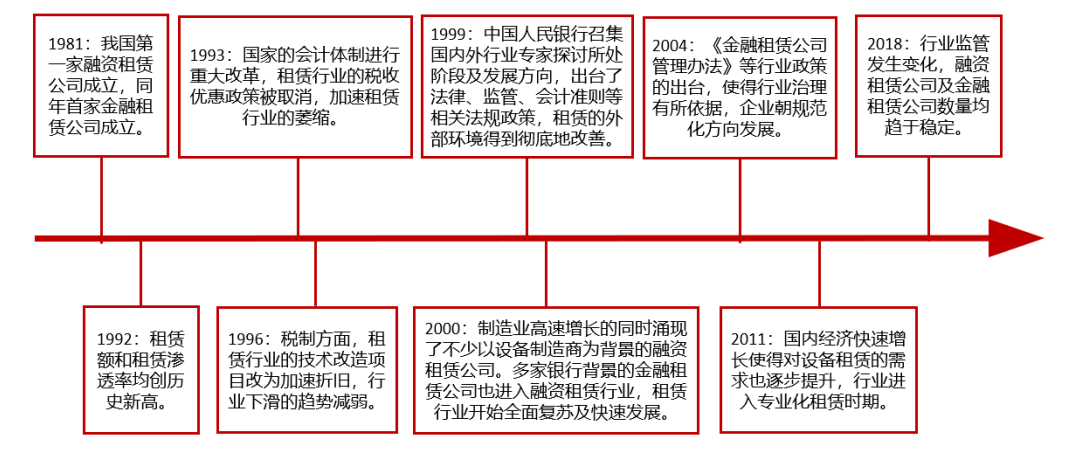 1981：我国第
一家融资租赁
公司成立，同
年首家金融租
赁公司成立。
1993：国家的会计体制进行
重大改革，租赁行业的税收
优惠政策被取消，加速租赁
行业的萎缩。
1999：中国人民银行召集
国内外行业专家探讨所处
阶段及发展方向，出台了
法律、监管、会计准则等
相关法规政策，租赁的外
部环境得到彻底地改善。
2004：《金融租赁公司
管理办法》等行业政策
的出台，使得行业治理
有所依据，企业朝规范
化方向发展。
2018：行业监管
发生变化，融资
租赁公司及金融
租赁公司数量均
趋于稳定。
1992：租赁
额和租赁渗
透率均创历
史新高。
1996：税制方面，租
赁行业的技术改造项
目改为加速折旧，行
业下滑的趋势减弱。
2000：制造业高速增长的同时涌现
了不少以设备制造商为背景的融资
租赁公司。多家银行背景的金融租
赁公司也进入融资租赁行业，租赁
行业开始全面复苏及快速发展。
2011：国内经济快速增
长使得对设备租赁的需
求也逐步提升，行业进
入专业化租赁时期。